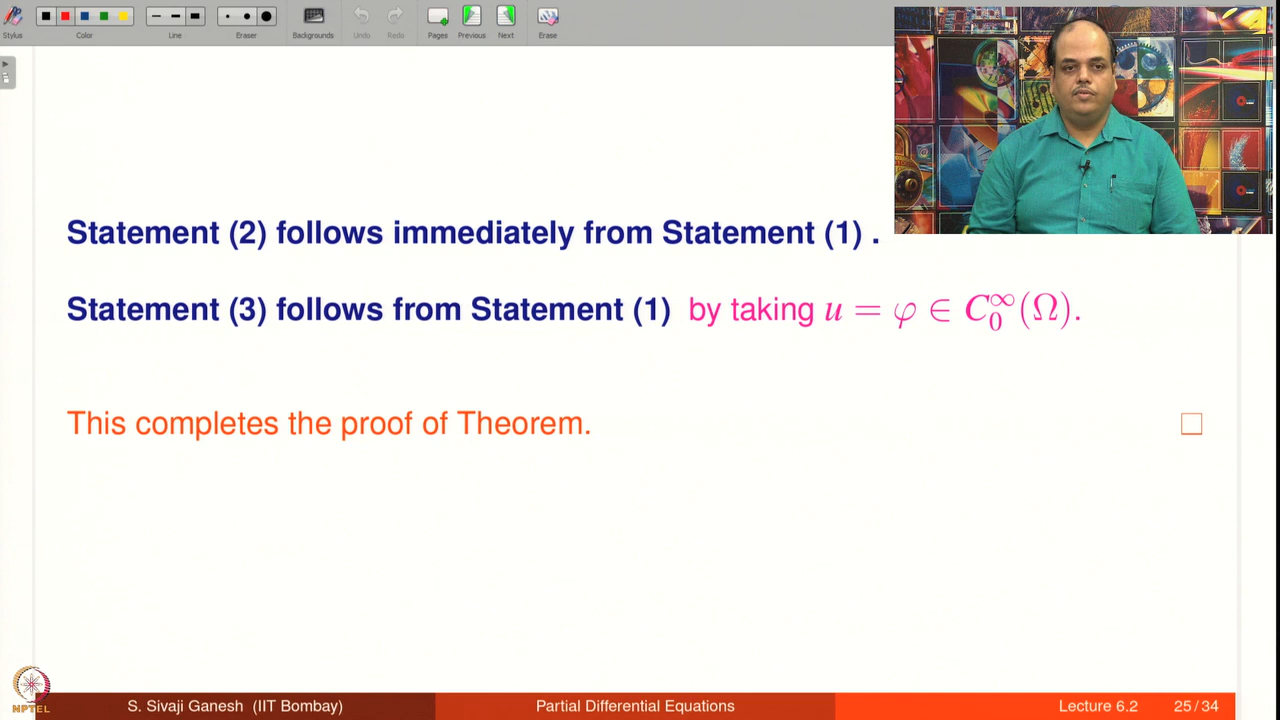 Stylus
Color
Line
Eraser
Backgrounds
Undo
Redo
Pages
Previous
Next
Erase
Statement (2) follows immediately from Statement (1) .
Statement (3) follows from Statement (1) by taking u = φ ∈ C₀^∞(Ω).
This completes the proof of Theorem. □
NPTEL
S. Sivaji Ganesh (IIT Bombay)
Partial Differential Equations
Lecture 6.2
25/34